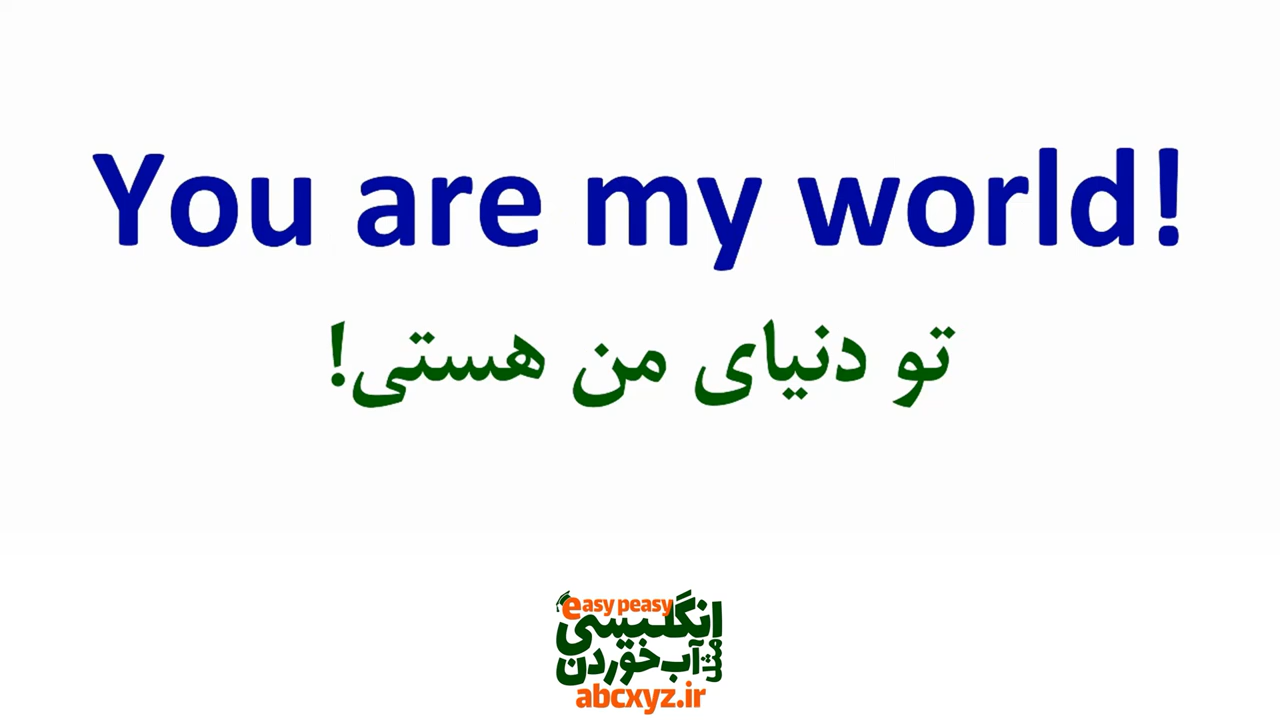 You are my world!
تو دنیای من هستی!
easy peasy
انگلیسی
مثل آب خوردن
abcxyz.ir